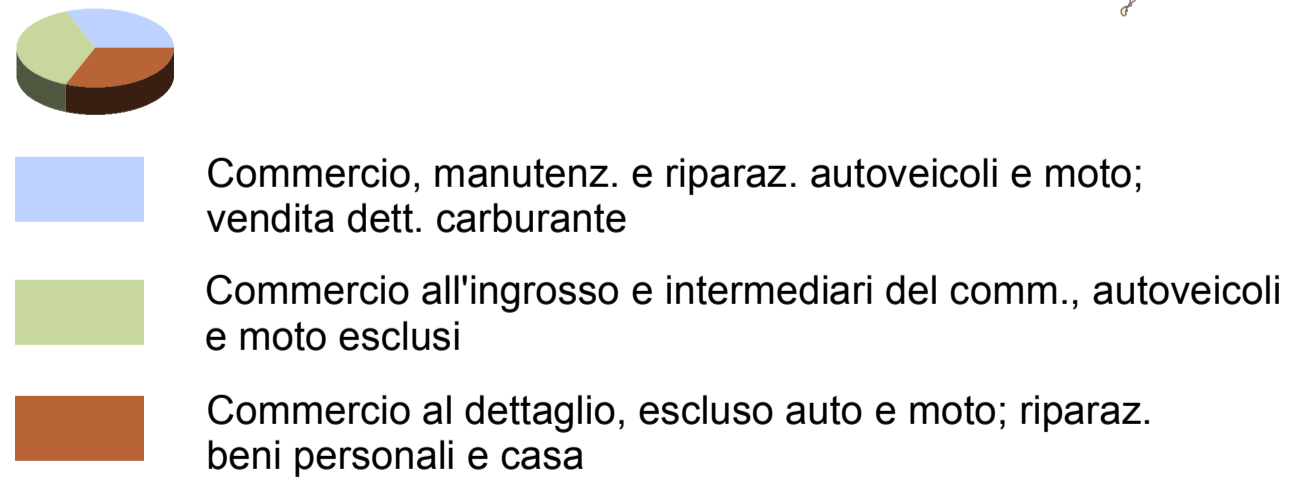 Commercio, manutenz. e riparaz. autoveicoli e moto;
vendita dett. carburante
Commercio all'ingrosso e intermediari del comm., autoveicoli
e moto esclusi
Commercio al dettaglio, escluso auto e moto; riparaz.
beni personali e casa